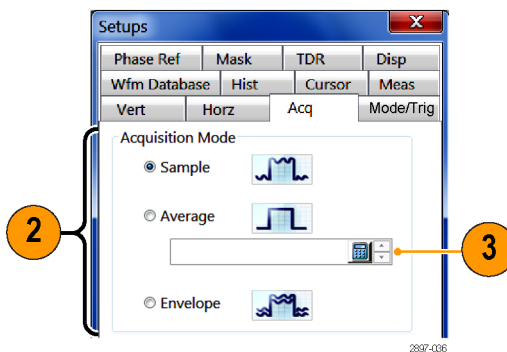 Setups
Phase Ref Mask TDR Disp
Wfm Database Hist Cursor Meas
Vert Horz Acq Mode/Trig
Acquisition Mode
Sample
2
Average
3
Envelope
2897-036